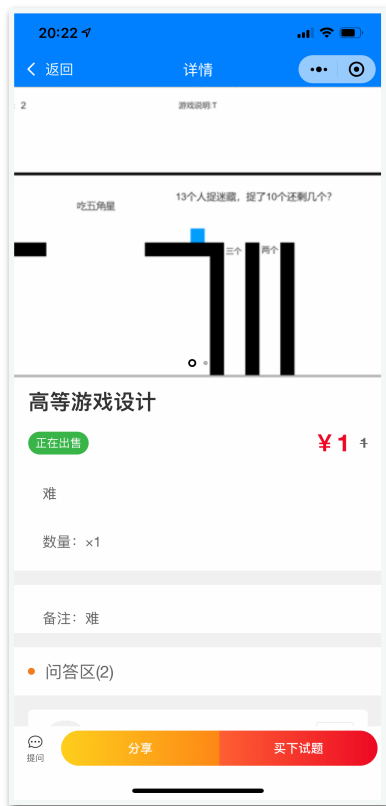 20:22
返回
详情
: 2
游戏说明:T
13个人捉迷藏，捉了10个还剩几个?
吃五角星
三个
两个
高等游戏设计
正在出售
￥1
1
难
数量：×1
备注：难
问答区(2)
提问
分享
买下试题